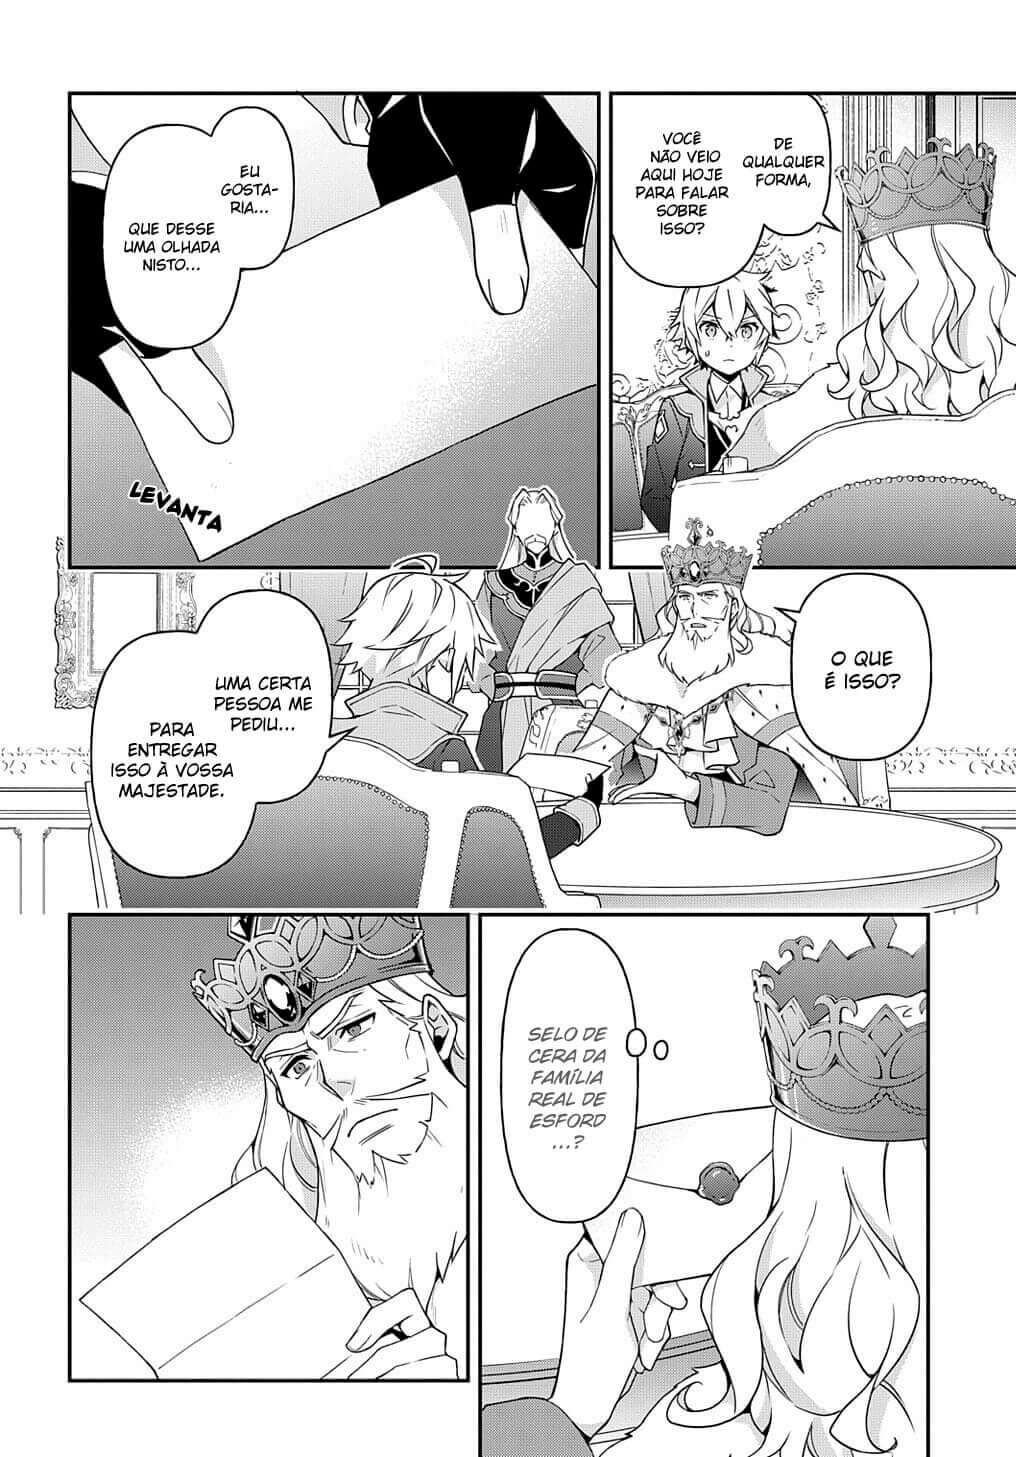 DE
QUALQUER
FORMA,
VOCÊ
NÃO VEIO
AQUI HOJE
PARA FALAR
SOBRE
ISSO?
EU
GOSTA-
RIA...
QUE DESSE
UMA OLHADA
NISTO...
LEVANTA
O QUE
É ISSO?
UMA CERTA
PESSOA ME
PEDIU...
PARA
ENTREGAR
ISSO À VOSSA
MAJESTADE.
SELO DE
CERA DA
FAMÍLIA
REAL DE
ESFORD
...?